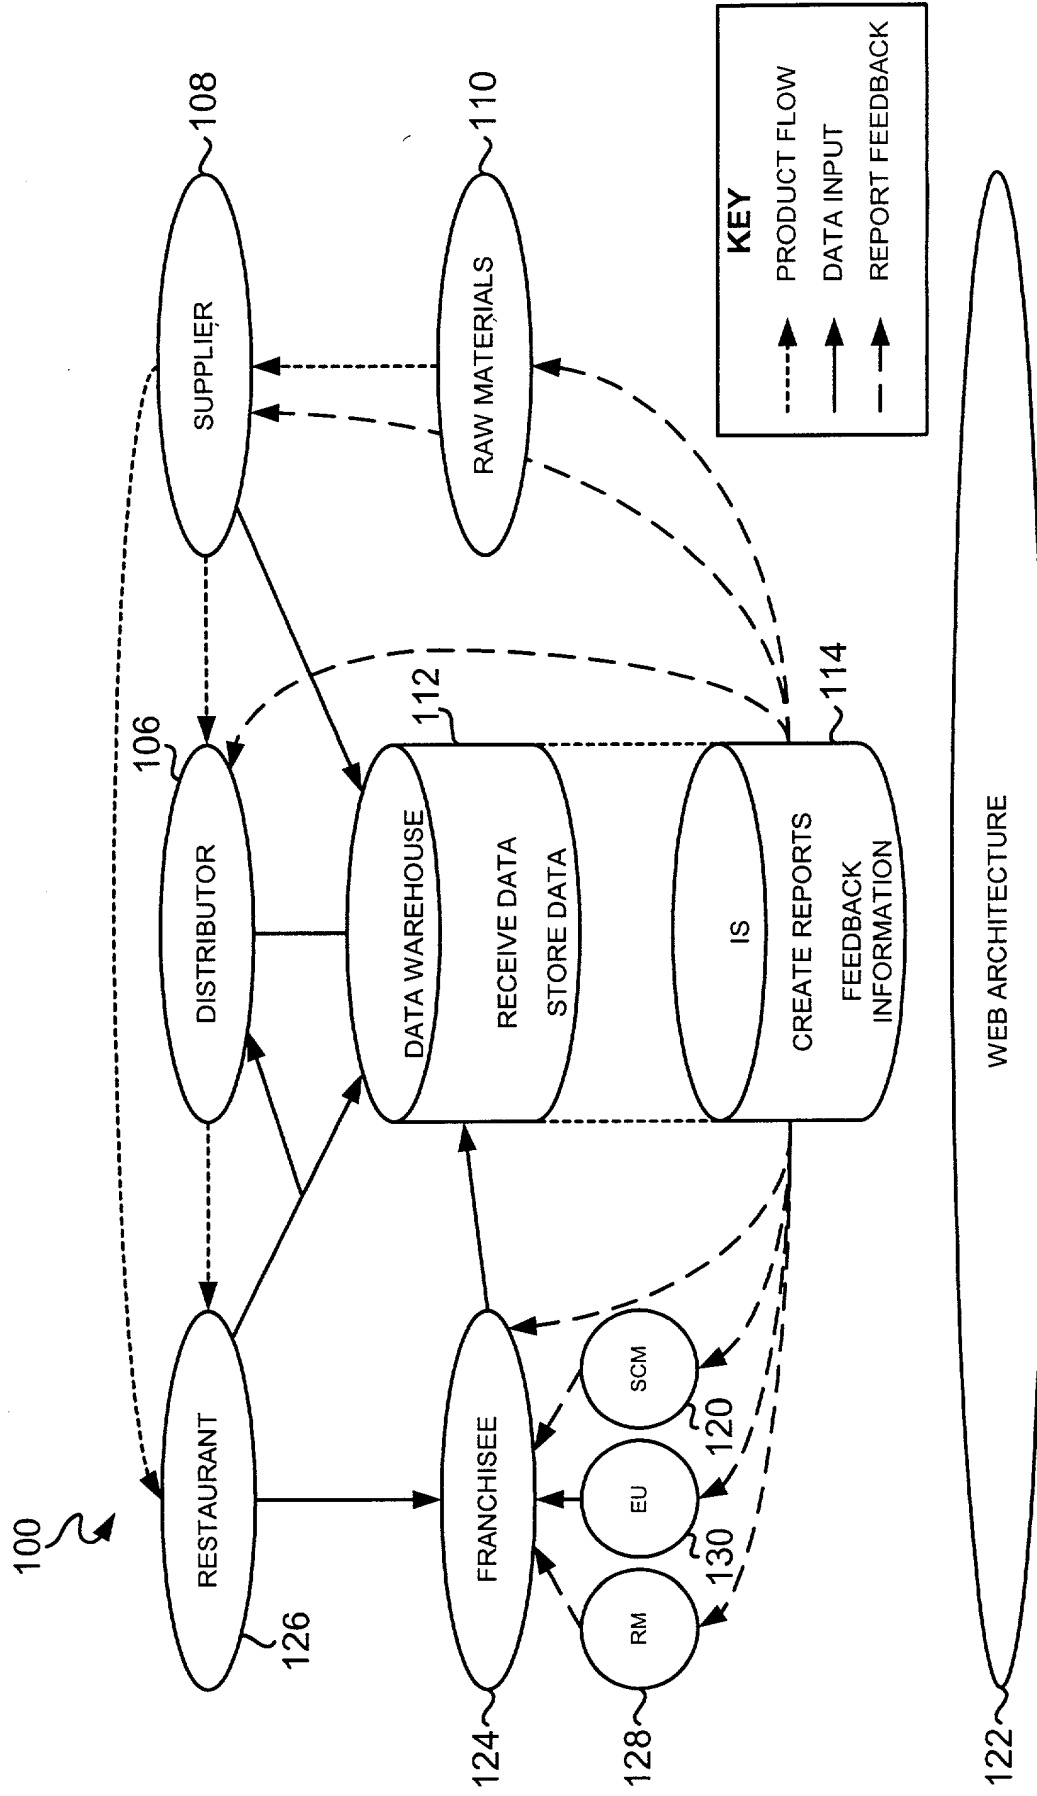 100
RESTAURANT
126
DISTRIBUTOR
106
SUPPLIER
108
FRANCHISEE
124
DATA WAREHOUSE
RECEIVE DATA
STORE DATA
112
RAW MATERIALS
110
RM
128
EU
130
SCM
120
IS
CREATE REPORTS
FEEDBACK
INFORMATION
114
KEY
PRODUCT FLOW
DATA INPUT
REPORT FEEDBACK
WEB ARCHITECTURE
122